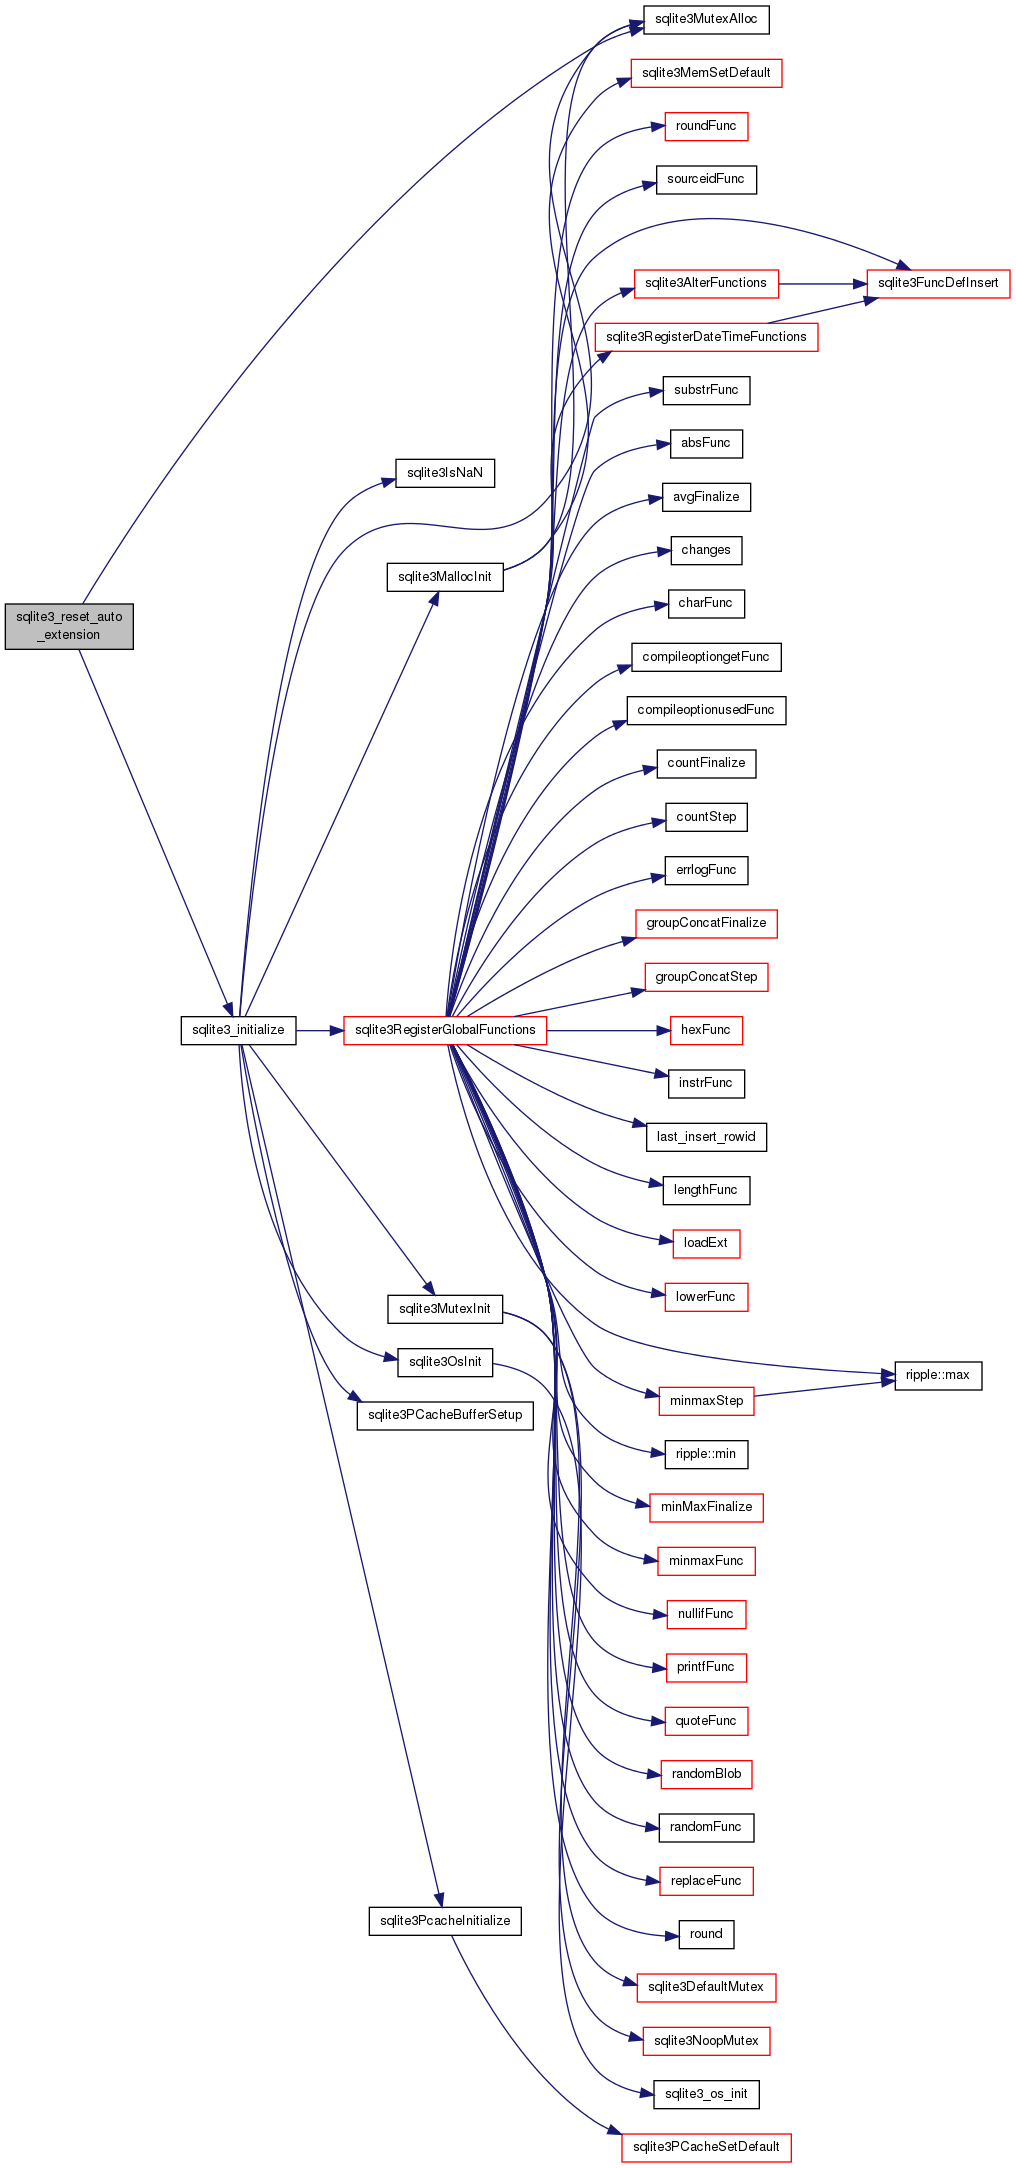 sqlite3MutexAlloc
sqlite3MemSetDefault
roundFunc
sourceidFunc
sqlite3AlterFunctions
sqlite3FuncDefInsert
sqlite3RegisterDateTimeFunctions
substrFunc
absFunc
sqlite3IsNaN
avgFinalize
changes
sqlite3MallocInit
charFunc
sqlite3_reset_auto
_extension
compileoptiongetFunc
compileoptionusedFunc
countFinalize
countStep
errlogFunc
groupConcatFinalize
groupConcatStep
sqlite3_initialize
sqlite3RegisterGlobalFunctions
hexFunc
instrFunc
last_insert_rowid
lengthFunc
loadExt
lowerFunc
sqlite3MutexInit
sqlite3OsInit
ripple::max
minmaxStep
sqlite3PCacheBufferSetup
ripple::min
minMaxFinalize
minmaxFunc
nullifFunc
printfFunc
quoteFunc
randomBlob
randomFunc
replaceFunc
sqlite3PcacheInitialize
round
sqlite3DefaultMutex
sqlite3NoopMutex
sqlite3_os_init
sqlite3PCacheSetDefault